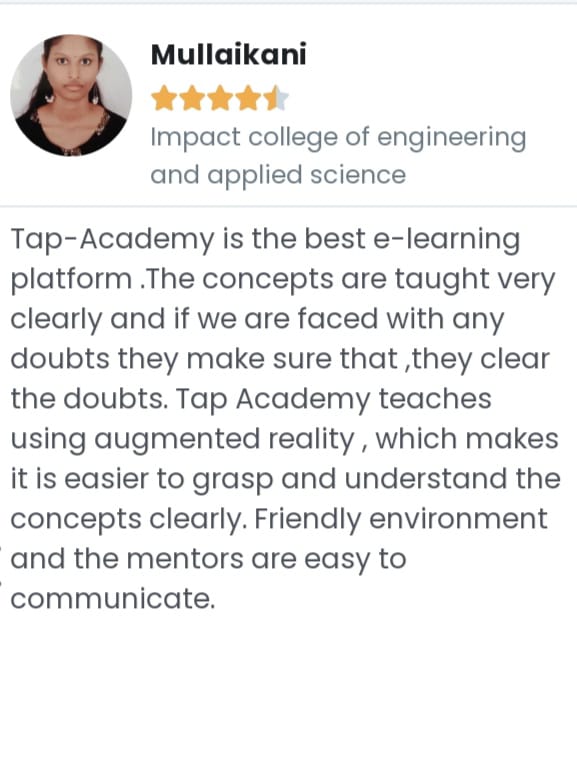 Mullaikani
Impact college of engineering
and applied science
Tap-Academy is the best e-learning
platform .The concepts are taught very
clearly and if we are faced with any
doubts they make sure that ,they clear
the doubts. Tap Academy teaches
using augmented reality , which makes
it is easier to grasp and understand the
concepts clearly. Friendly environment
and the mentors are easy to
communicate.